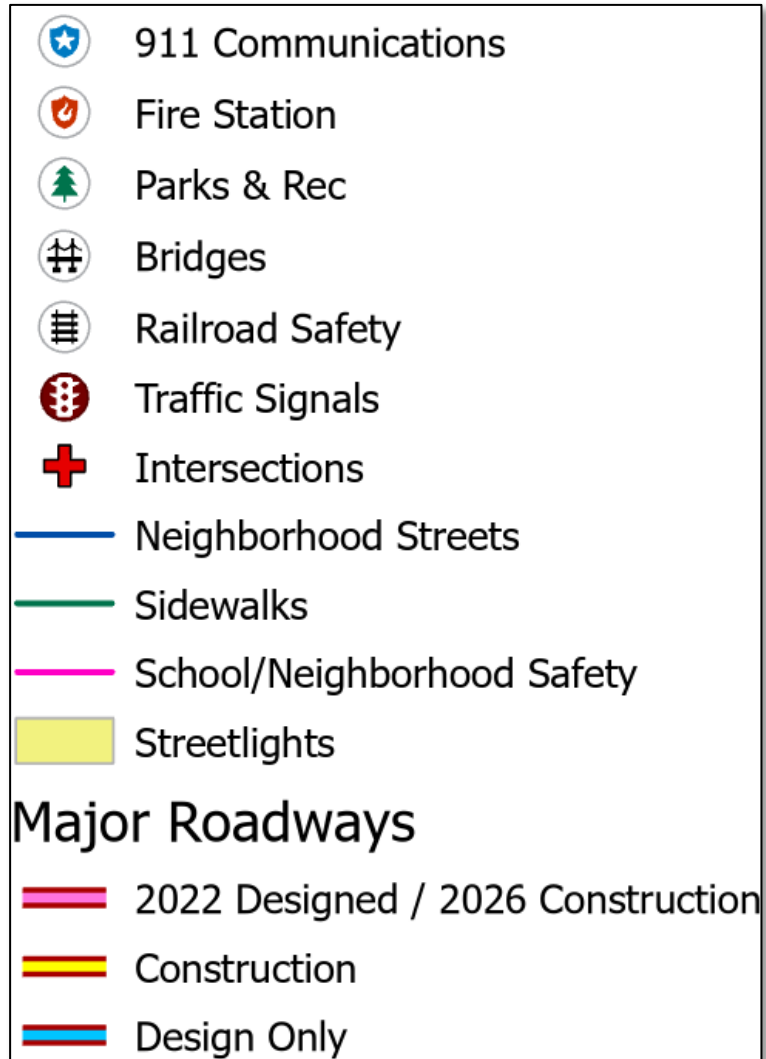 911 Communications
Fire Station
Parks & Rec
Bridges
Railroad Safety
Traffic Signals
Intersections
Neighborhood Streets
Sidewalks
School/Neighborhood Safety
Streetlights
Major Roadways
2022 Designed / 2026 Construction
Construction
Design Only